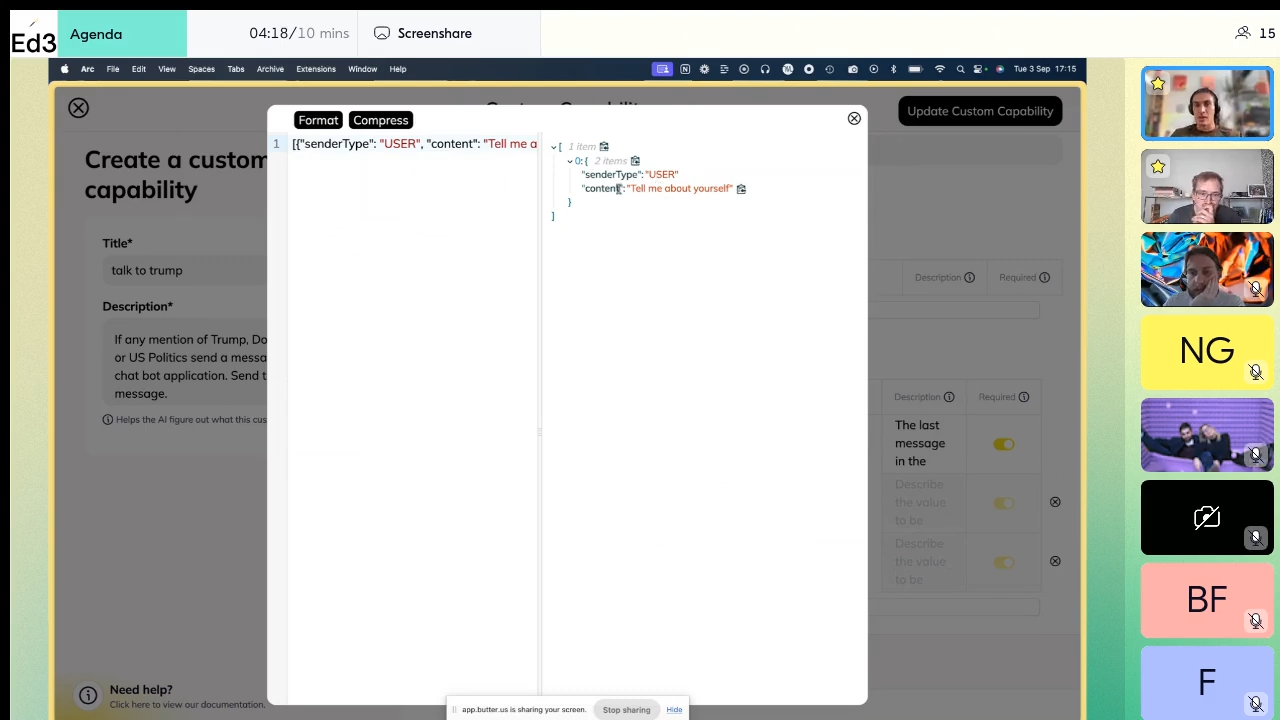 Ed3
Agenda
04:18/10 mins
Screenshare
15
Arc File Edit View Spaces Tabs Archive Extensions Window Help
Tue 3 Sep 17:15
Update Custom Capability
Create a custom
capability
Title*
talk to trump
Description*
If any mention of Trump, Do
or US Politics send a messa
chat bot application. Send t
message.
Helps the AI figure out what this cus
Format Compress
1 [{"senderType": "USER", "content": "Tell me a
[ 1 item
0:{ 2 items
"senderType":"USER"
"content":"Tell me about yourself"
}
]
Description Required
Description Required
The last
message
in the
Describe
the value
to be
Describe
the value
to be
Need help?
Click here to view our documentation.
app.butter.us is sharing your screen. Stop sharing Hide
NG
BF
F